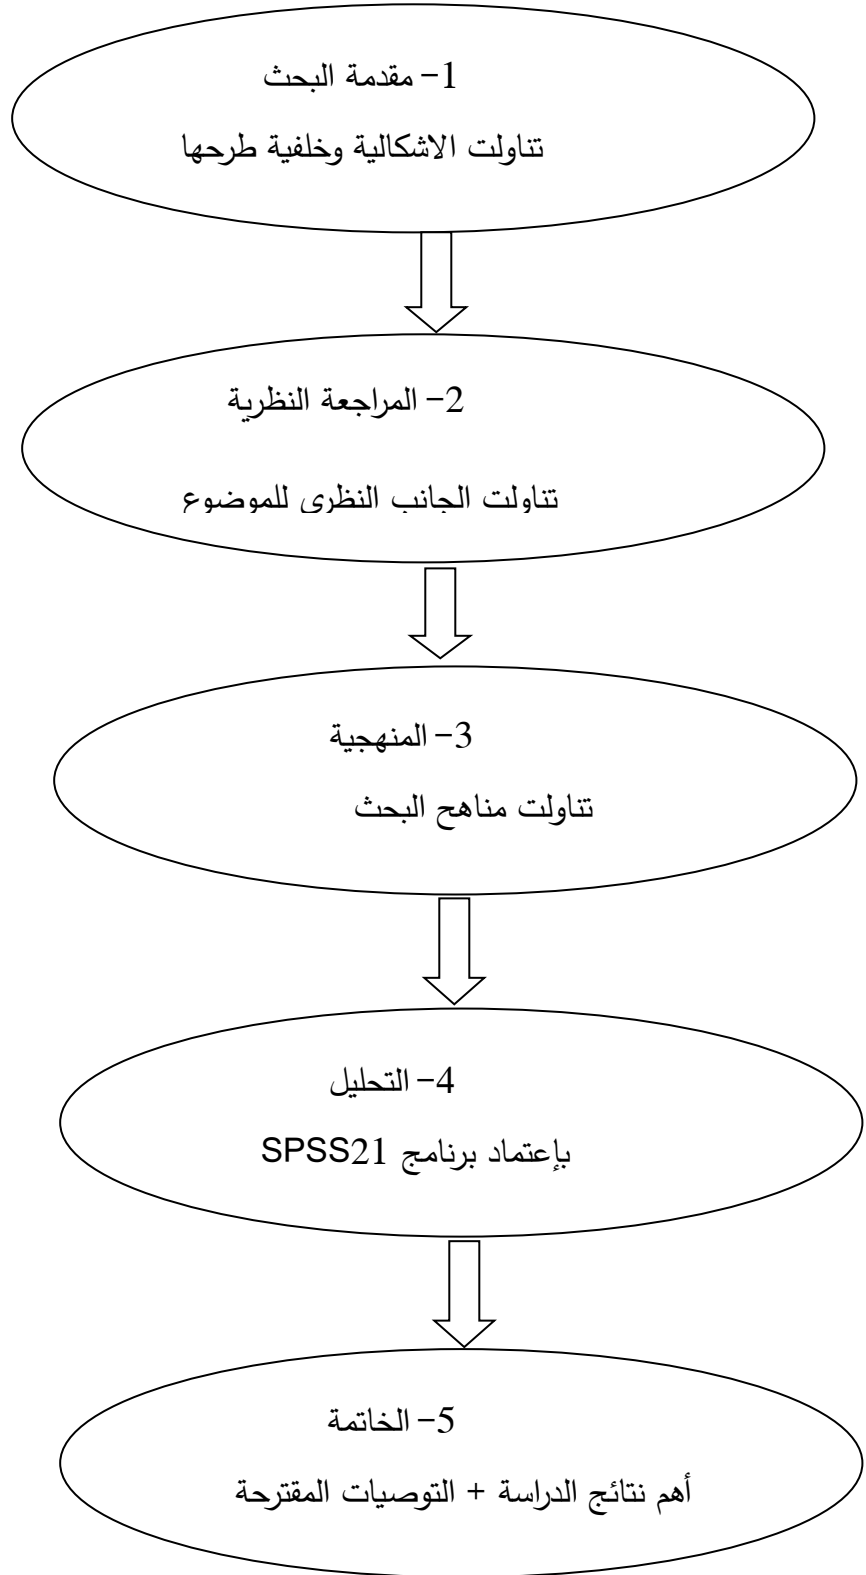 1- مقدمة البحث
تناولت الاشكالية وخلفية طرحها
2- المراجعة النظرية
تناولت الجانب النظري للموضوع
3- المنهجية
تناولت مناهج البحث
4- التحليل
بإعتماد برنامج SPSS21
5- الخاتمة
أهم نتائج الدراسة + التوصيات المقترحة